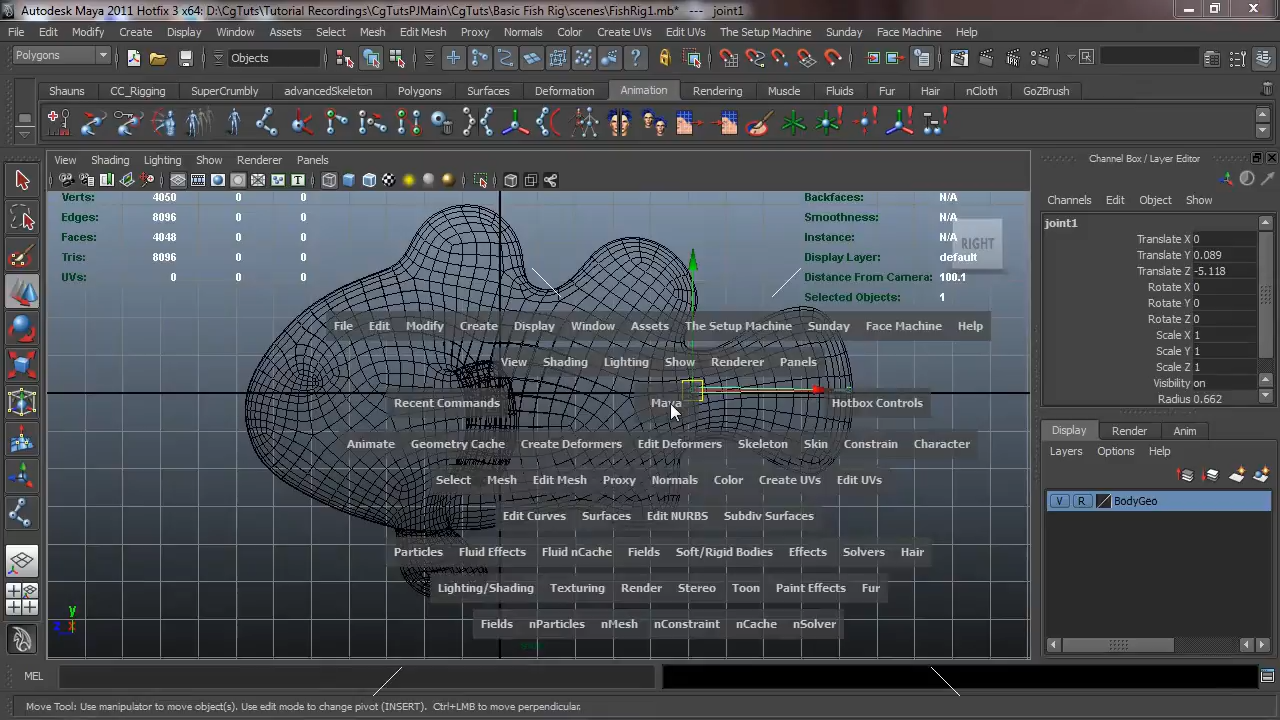 Autodesk Maya 2011 Hotfix 3 x64: D:\CgTuts\Tutorial Recordings\CgTutsPJMain\CgTuts\Basic Fish Rig\scenes\FishRig1.mb* --- joint1
File Edit Modify Create Display Window Assets Select Mesh Edit Mesh Proxy Normals Color Create UVs Edit UVs The Setup Machine Sunday Face Machine Help
Polygons Objects
Shauns CC_Rigging SuperCrumbly advancedSkeleton Polygons Surfaces Deformation Animation Rendering Muscle Fluids Fur Hair nCloth GoZBrush
View Shading Lighting Show Renderer Panels
Channel Box / Layer Editor
Channels Edit Object Show
Verts: 4050 0 0
Edges: 8096 0 0
Faces: 4048 0 0
Tris: 8096 0 0
UVs: 0 0 0
Backfaces: N/A
Smoothness: N/A
Instance: N/A
Display Layer: default
Distance From Camera: 100.1
Selected Objects: 1
RIGHT
joint1
Translate X 0
Translate Y 0.089
Translate Z -5.118
Rotate X 0
Rotate Y 0
Rotate Z 0
Scale X 1
Scale Y 1
Scale Z 1
Visibility on
Radius 0.662
File Edit Modify Create Display Window Assets The Setup Machine Sunday Face Machine Help
View Shading Lighting Show Renderer Panels
Recent Commands Maya Hotbox Controls
Animate Geometry Cache Create Deformers Edit Deformers Skeleton Skin Constrain Character
Select Mesh Edit Mesh Proxy Normals Color Create UVs Edit UVs
Edit Curves Surfaces Edit NURBS Subdiv Surfaces
Particles Fluid Effects Fluid nCache Fields Soft/Rigid Bodies Effects Solvers Hair
Lighting/Shading Texturing Render Stereo Toon Paint Effects Fur
Fields nParticles nMesh nConstraint nCache nSolver
Display Render Anim
Layers Options Help
V R BodyGeo
y
z x
MEL
Move Tool: Use manipulator to move object(s). Use edit mode to change pivot (INSERT). Ctrl+LMB to move perpendicular.